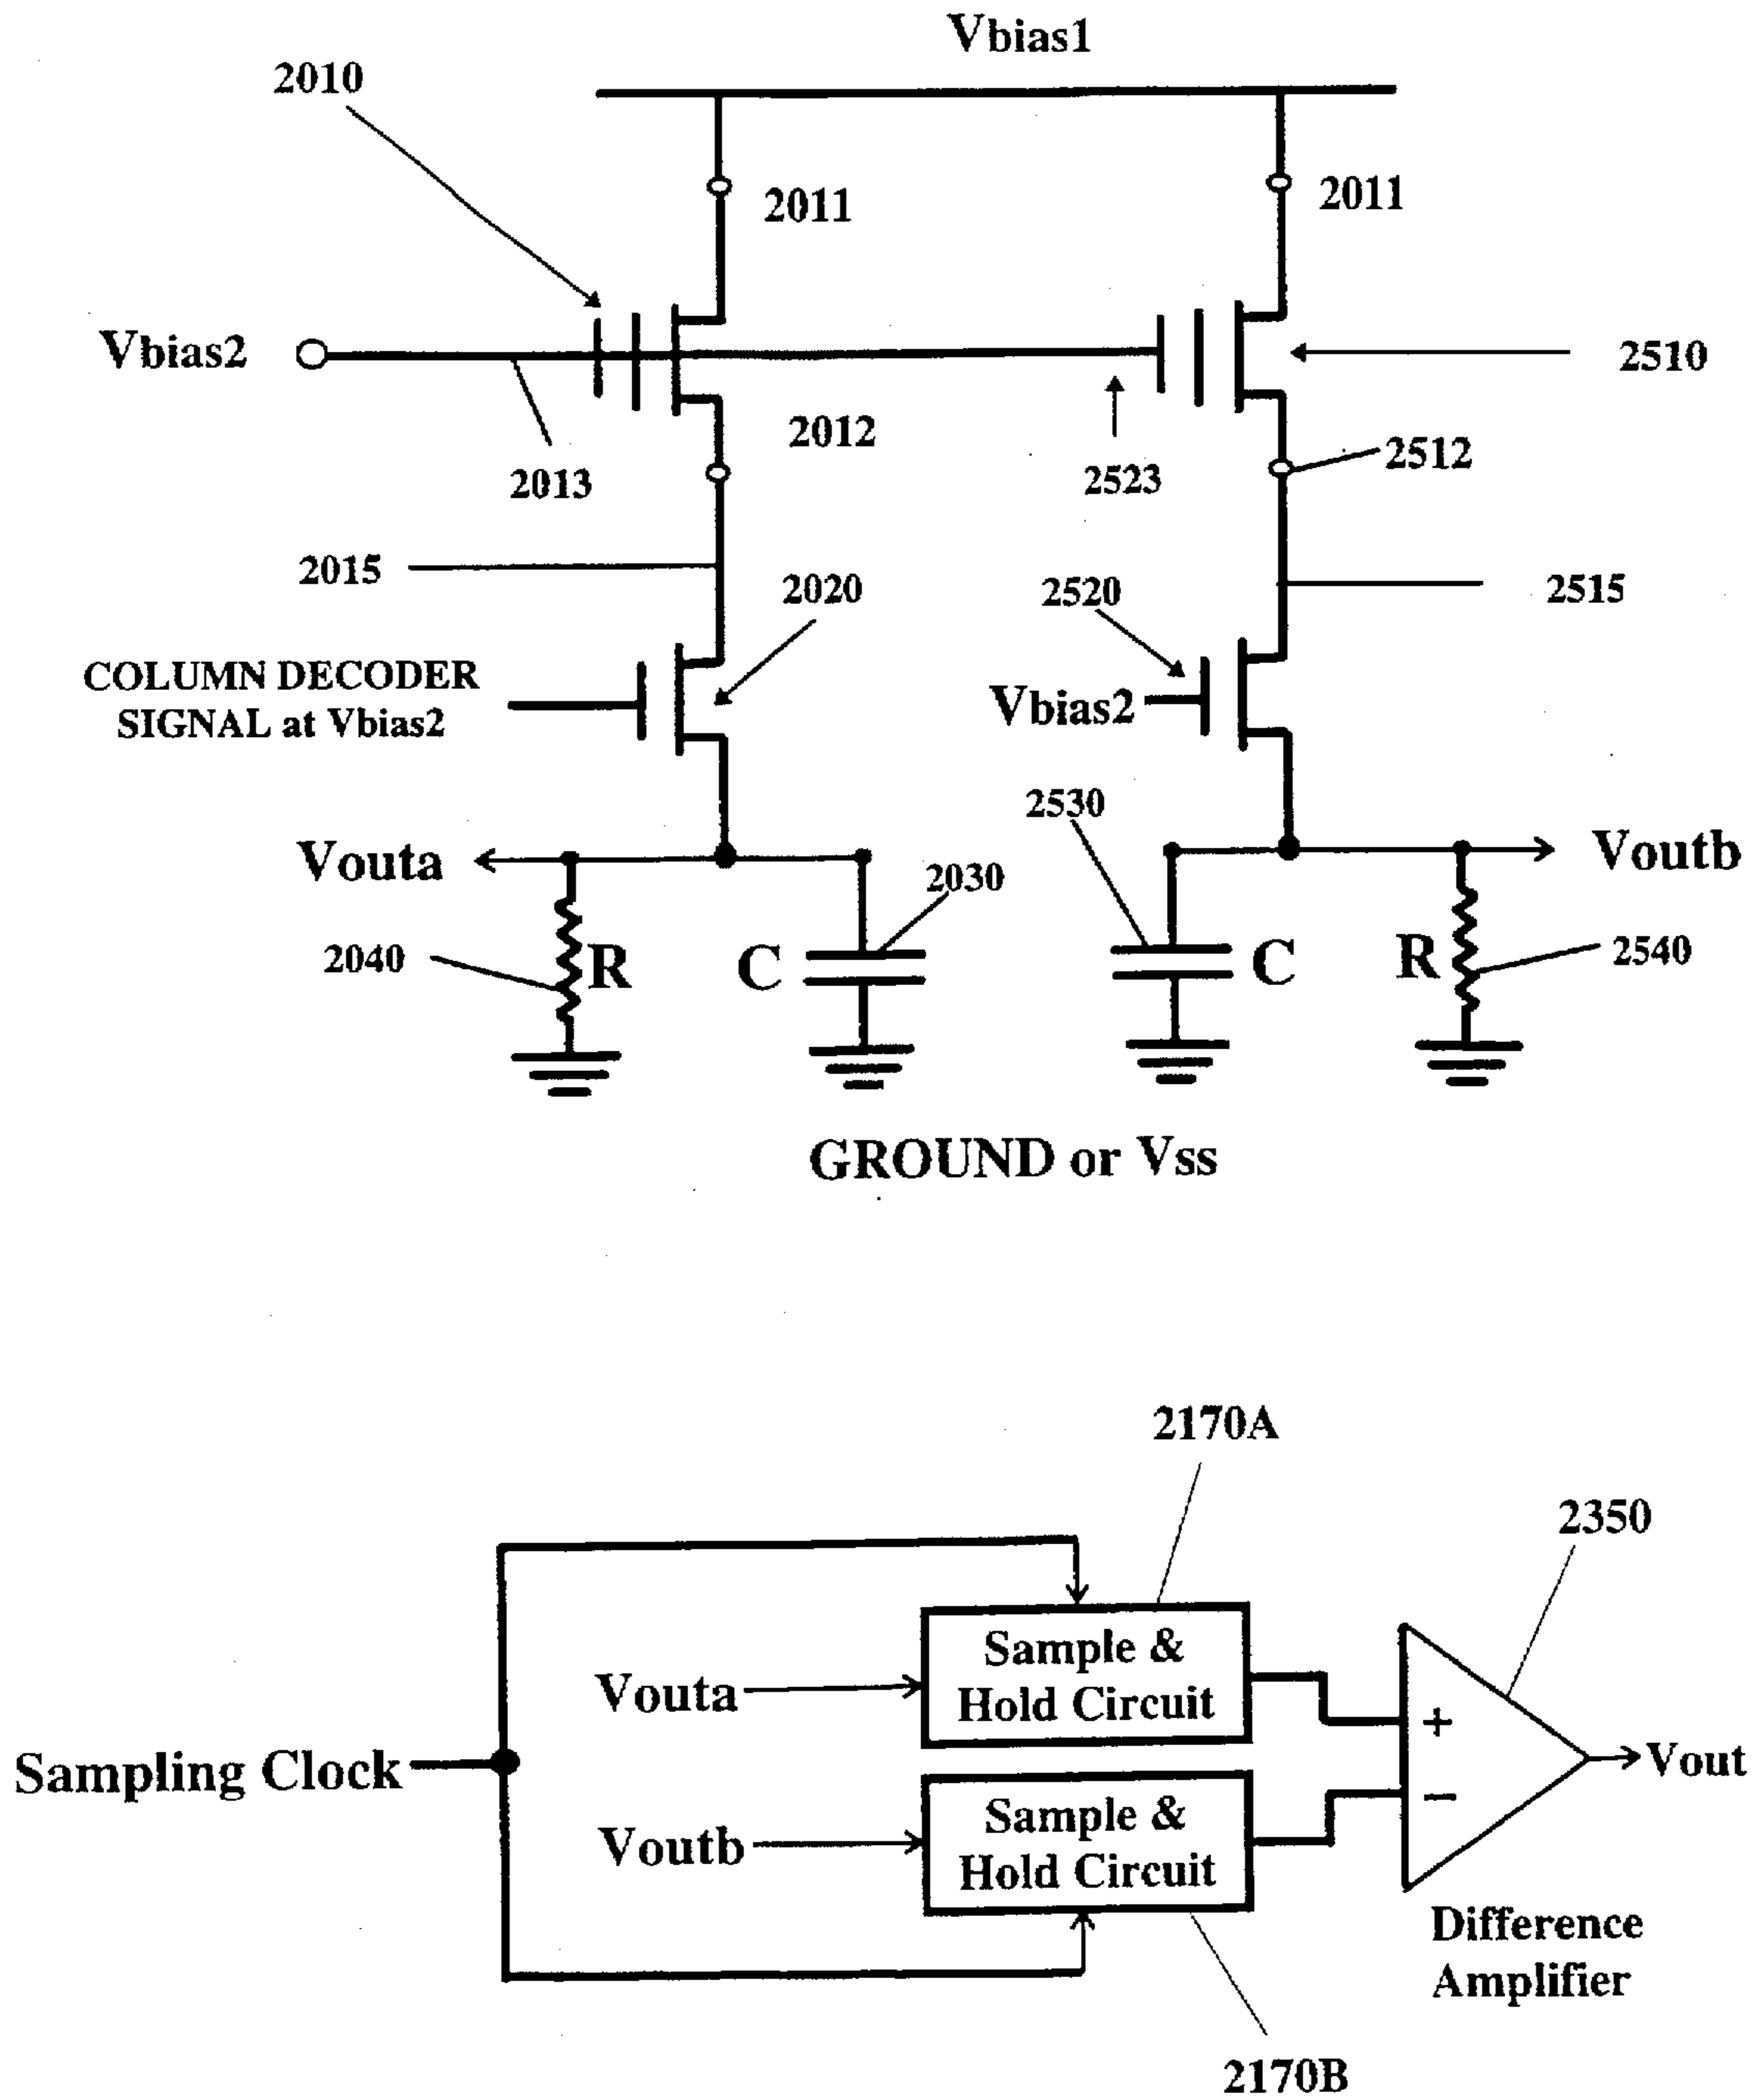 Vbias1
2010
2011
2011
Vbias2
2510
2012
2013
2523
2512
2015
2020
2520
2515
COLUMN DECODER
SIGNAL at Vbias2
Vbias2
2530
Vouta
2030
Voutb
2040
R
C
C
R
2540
GROUND or Vss
2170A
2350
Sample &
Hold Circuit
Vouta
+
Sampling Clock
Vout
−
Sample &
Hold Circuit
Voutb
Difference
Amplifier
2170B